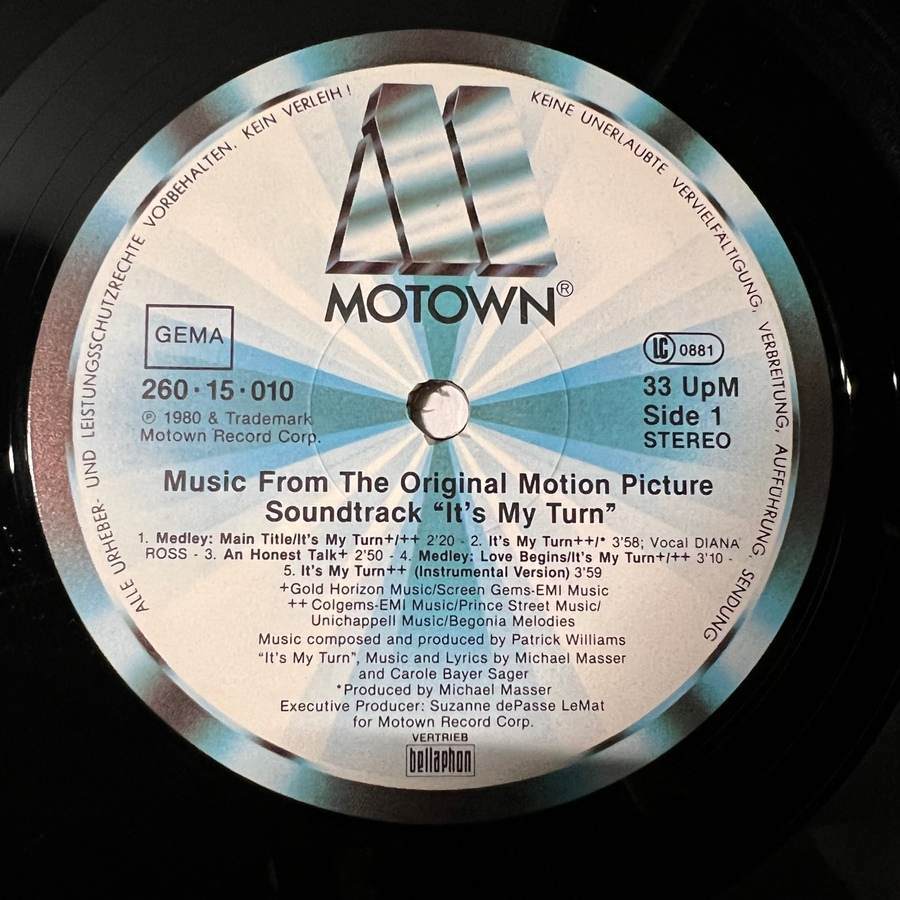 ALLE URHEBER- UND LEISTUNGSSCHUTZRECHTE VORBEHALTEN. KEIN VERLEIH!
KEINE UNERLAUBTE VERVIELFÄLTIGUNG, VERBREITUNG, AUFFÜHRUNG, SENDUNG
MOTOWN®
GEMA
LC 0881
260·15·010
33 UpM
℗ 1980 & Trademark
Side 1
Motown Record Corp.
STEREO
Music From The Original Motion Picture
Soundtrack “It's My Turn”
1. Medley: Main Title/It's My Turn+/++ 2'20 - 2. It's My Turn++/* 3'58; Vocal DIANA
ROSS - 3. An Honest Talk+ 2'50 - 4. Medley: Love Begins/It's My Turn+/++ 3'10 -
5. It's My Turn++ (Instrumental Version) 3'59
+Gold Horizon Music/Screen Gems-EMI Music
++Colgems-EMI Music/Prince Street Music/
Unichappell Music/Begonia Melodies
Music composed and produced by Patrick Williams
“It's My Turn”, Music and Lyrics by Michael Masser
and Carole Bayer Sager
*Produced by Michael Masser
Executive Producer: Suzanne dePasse LeMat
for Motown Record Corp.
VERTRIEB
bellaphon